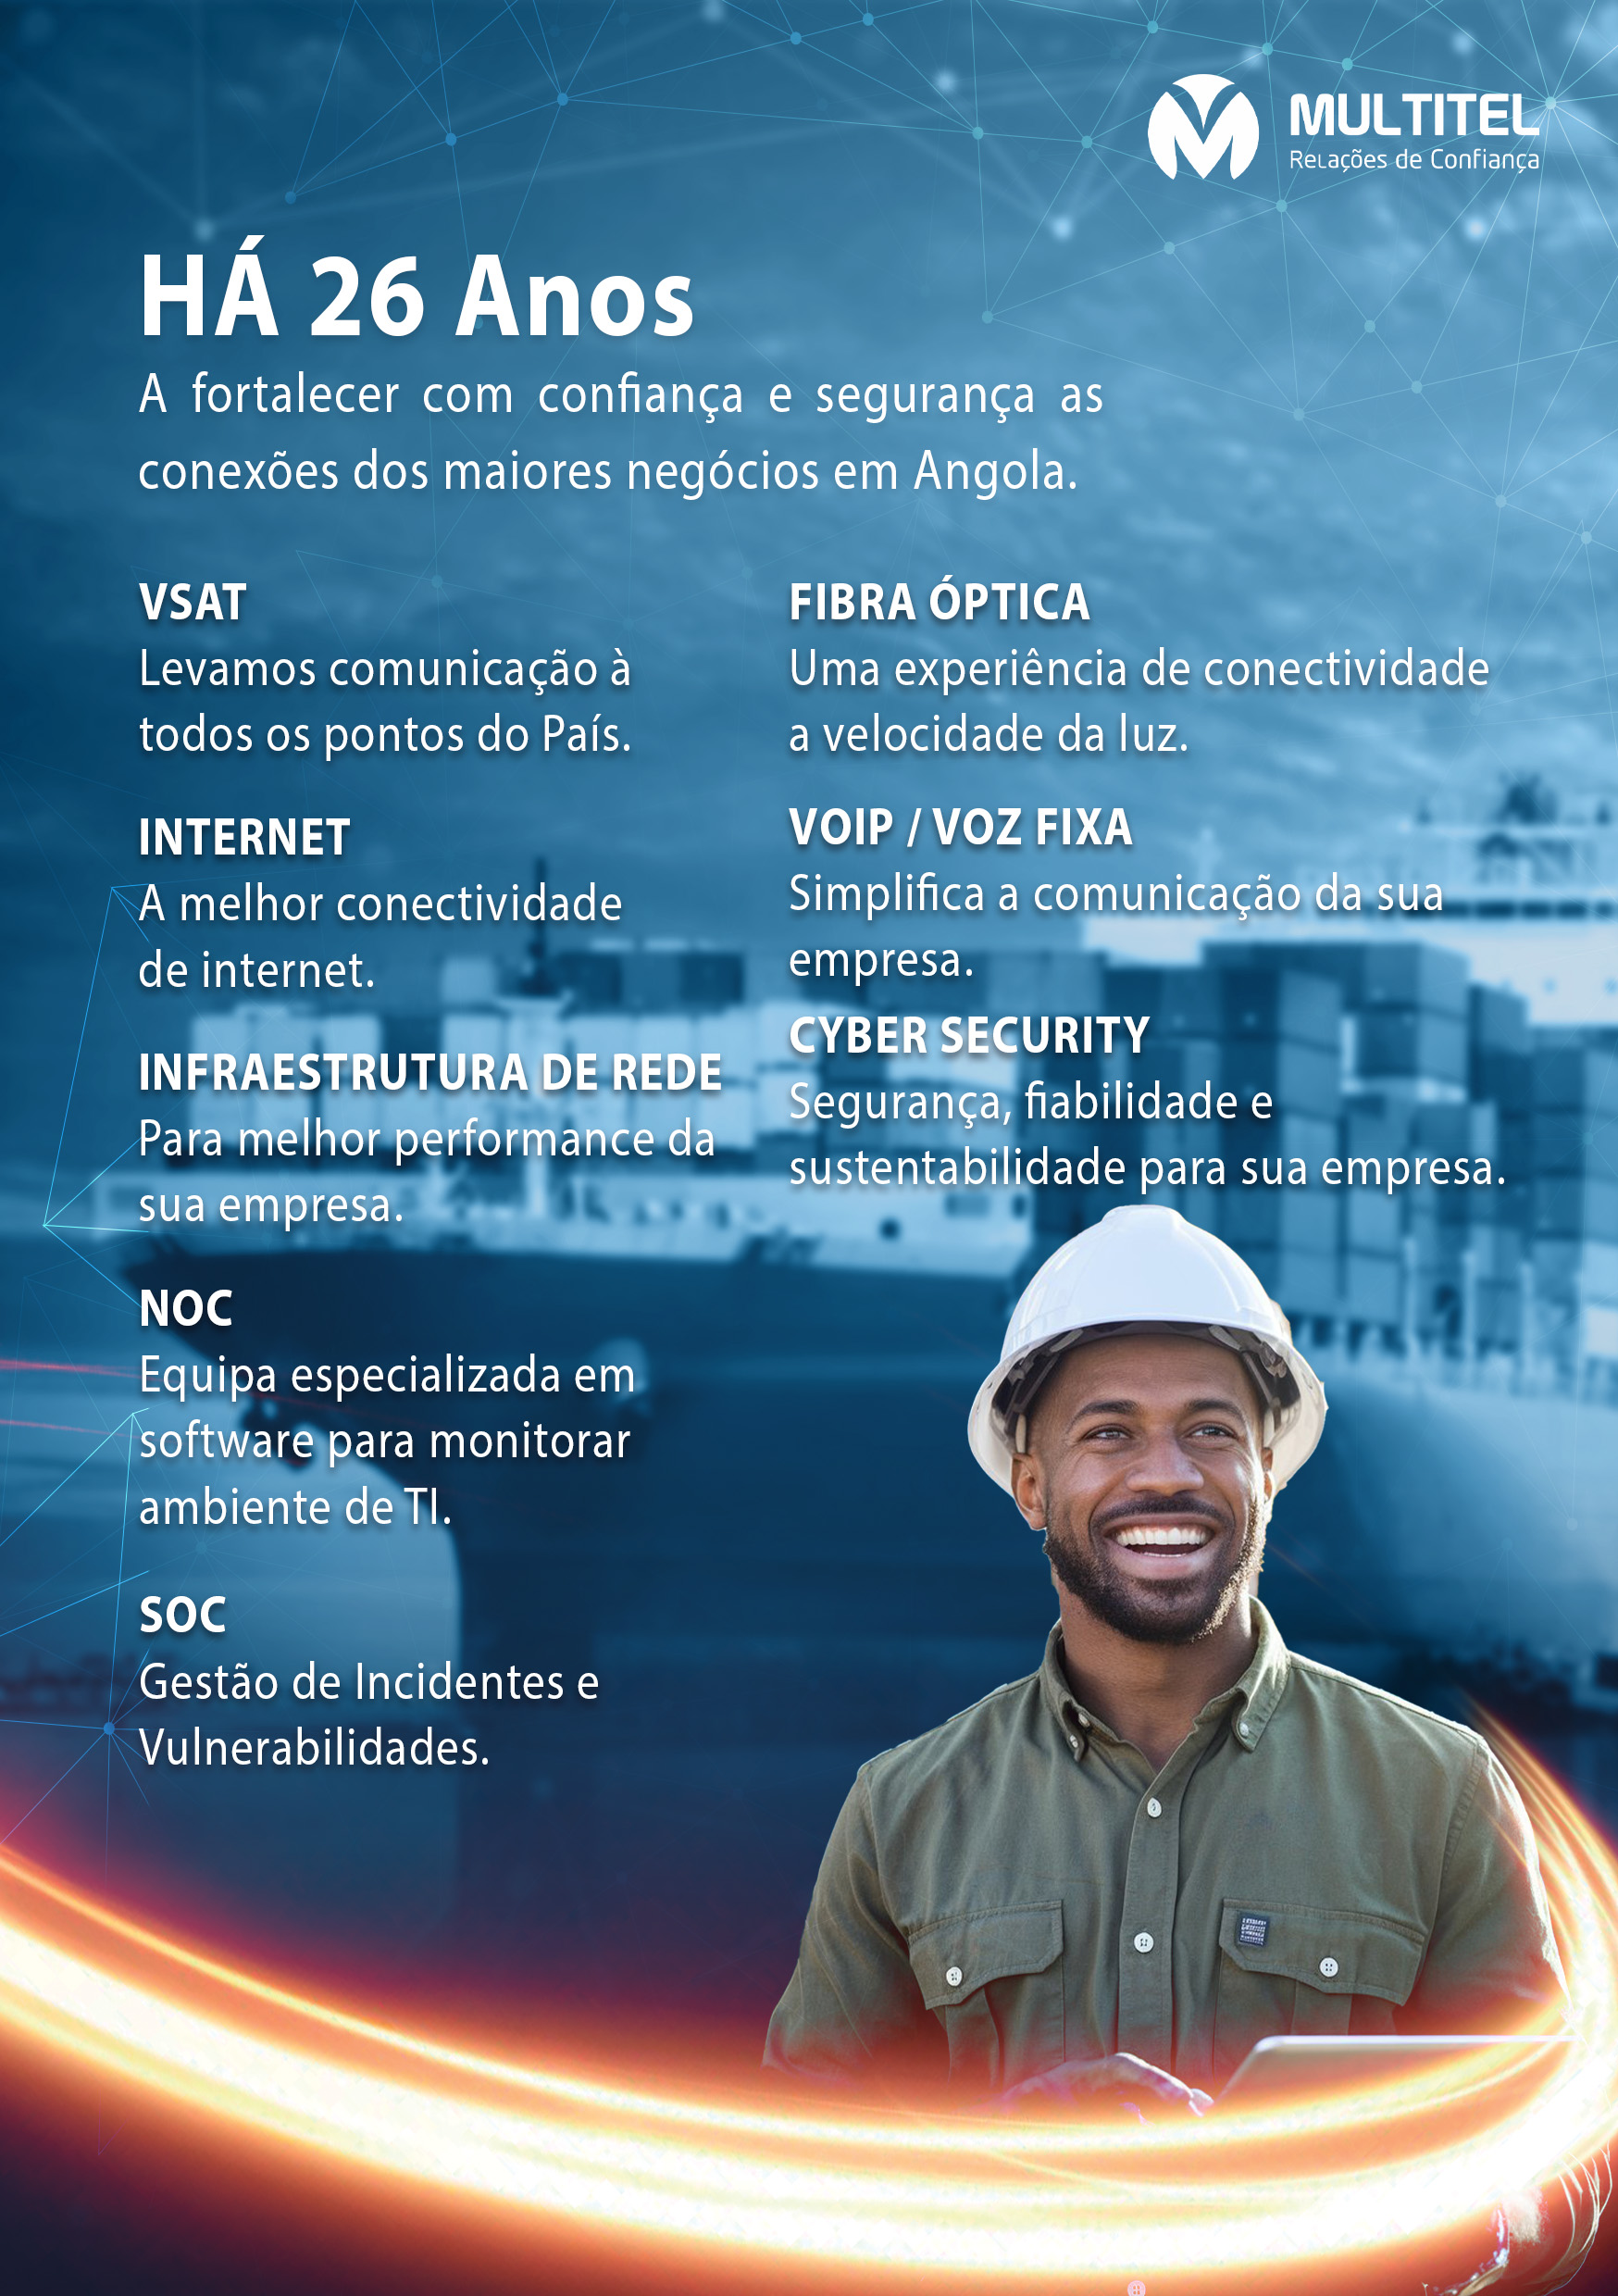 MULTITEL
Relações de Confiança
HÁ 26 Anos
A fortalecer com confiança e segurança as
conexões dos maiores negócios em Angola.
VSAT
Levamos comunicação à
todos os pontos do País.
INTERNET
A melhor conectividade
de internet.
INFRAESTRUTURA DE REDE
Para melhor performance da
sua empresa.
NOC
Equipa especializada em
software para monitorar
ambiente de TI.
SOC
Gestão de Incidentes e
Vulnerabilidades.
FIBRA ÓPTICA
Uma experiência de conectividade
a velocidade da luz.
VOIP / VOZ FIXA
Simplifica a comunicação da sua
empresa.
CYBER SECURITY
Segurança, fiabilidade e
sustentabilidade para sua empresa.